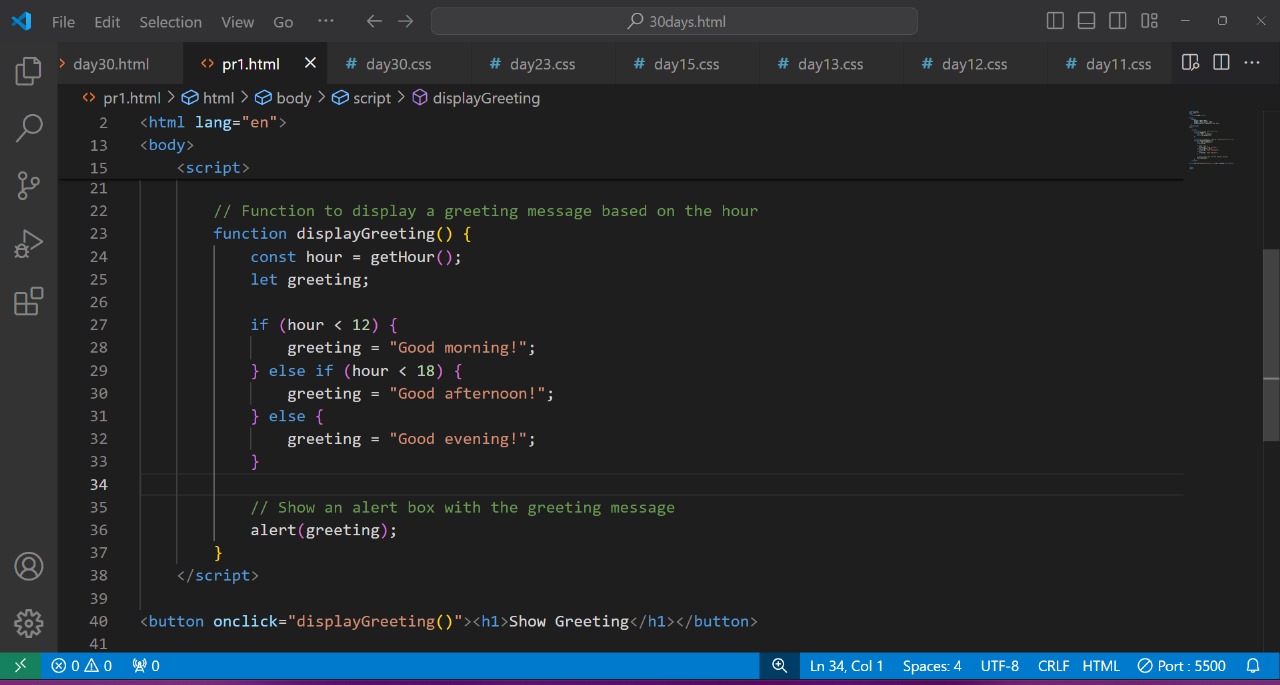 File Edit Selection View Go ··· 30days.html
day30.html pr1.html # day30.css # day23.css # day15.css # day13.css # day12.css # day11.css ···
pr1.html > html > body > script > displayGreeting
2 <html lang="en">
13 <body>
15 <script>
21
22 // Function to display a greeting message based on the hour
23 function displayGreeting() {
24 const hour = getHour();
25 let greeting;
26
27 if (hour < 12) {
28 greeting = "Good morning!";
29 } else if (hour < 18) {
30 greeting = "Good afternoon!";
31 } else {
32 greeting = "Good evening!";
33 }
34
35 // Show an alert box with the greeting message
36 alert(greeting);
37 }
38 </script>
39
40 <button onclick="displayGreeting()"><h1>Show Greeting</h1></button>
41
0 0 0 Ln 34, Col 1 Spaces: 4 UTF-8 CRLF HTML Port : 5500